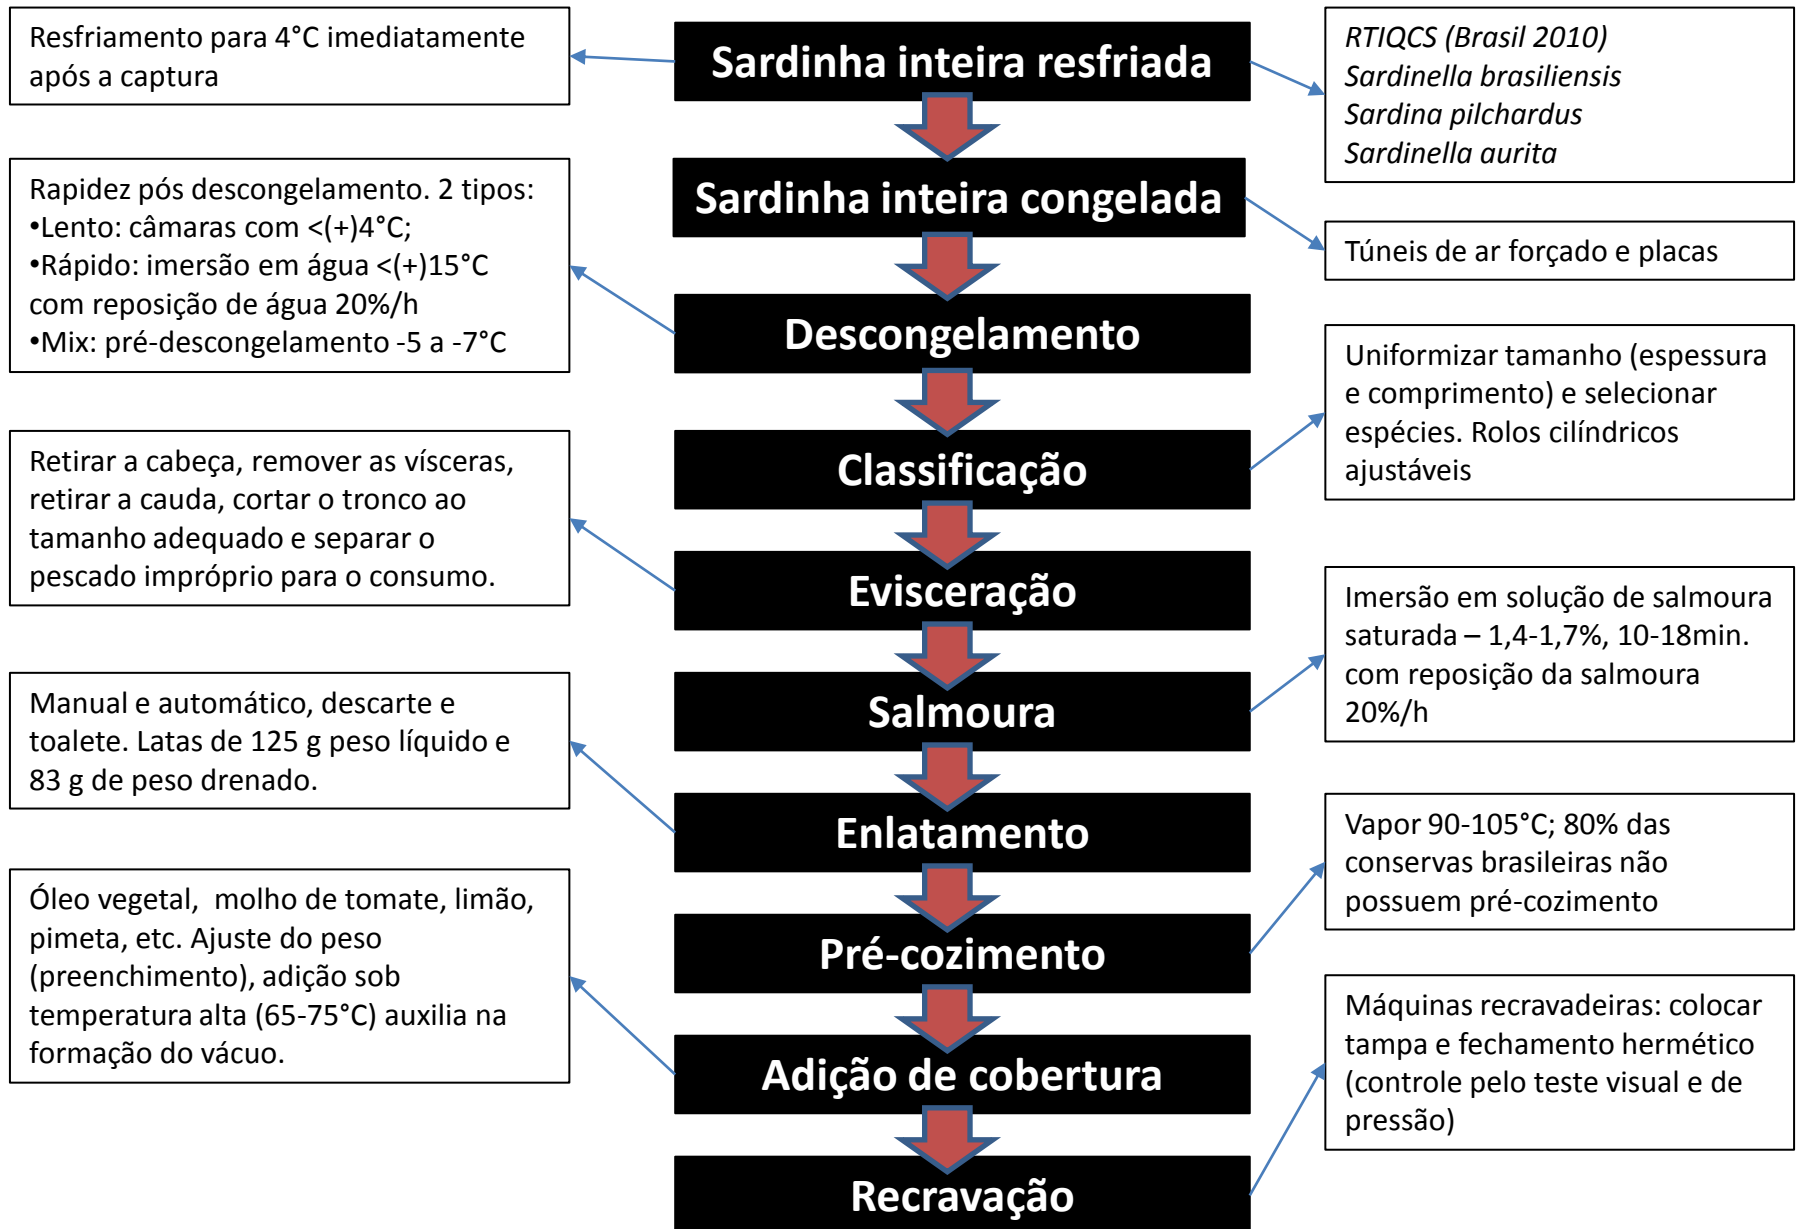 Resfriamento para 4°C imediatamente
após a captura
Sardinha inteira resfriada
RTIQCS (Brasil 2010)
Sardinella brasiliensis
Sardina pilchardus
Sardinella aurita
Sardinha inteira congelada
Túneis de ar forçado e placas
Rapidez pós descongelamento. 2 tipos:
•Lento: câmaras com <(+)4°C;
•Rápido: imersão em água <(+)15°C
com reposição de água 20%/h
•Mix: pré-descongelamento -5 a -7°C
Descongelamento
Uniformizar tamanho (espessura
e comprimento) e selecionar
espécies. Rolos cilíndricos
ajustáveis
Classificação
Retirar a cabeça, remover as vísceras,
retirar a cauda, cortar o tronco ao
tamanho adequado e separar o
pescado impróprio para o consumo.
Evisceração
Imersão em solução de salmoura
saturada – 1,4-1,7%, 10-18min.
com reposição da salmoura
20%/h
Salmoura
Manual e automático, descarte e
toalete. Latas de 125 g peso líquido e
83 g de peso drenado.
Enlatamento
Vapor 90-105°C; 80% das
conservas brasileiras não
possuem pré-cozimento
Pré-cozimento
Óleo vegetal, molho de tomate, limão,
pimeta, etc. Ajuste do peso
(preenchimento), adição sob
temperatura alta (65-75°C) auxilia na
formação do vácuo.
Adição de cobertura
Máquinas recravadeiras: colocar
tampa e fechamento hermético
(controle pelo teste visual e de
pressão)
Recravação